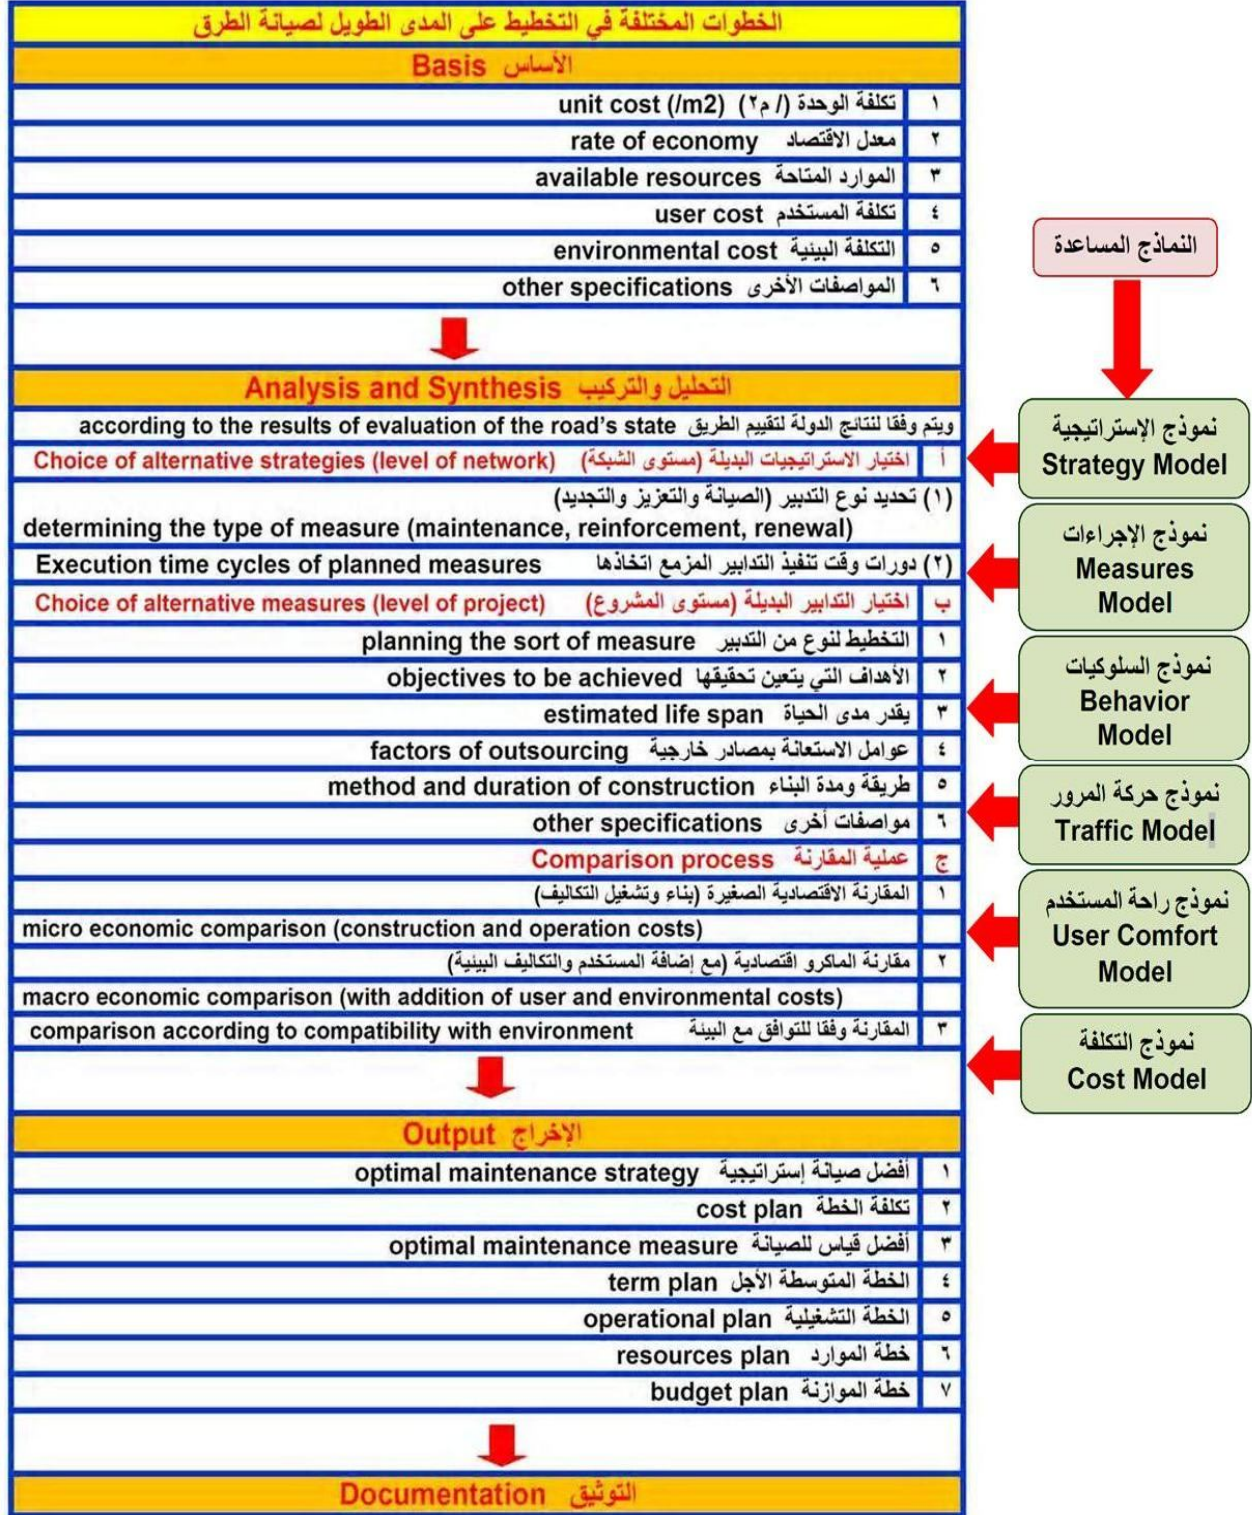 الخطوات المختلفة في التخطيط على المدى الطويل لصيانة الطرق
الأساس Basis
١ تكلفة الوحدة (/ م٢) unit cost (/m2)
٢ معدل الاقتصاد rate of economy
٣ الموارد المتاحة available resources
٤ تكلفة المستخدم user cost
٥ التكلفة البيئية environmental cost
٦ المواصفات الأخرى other specifications
التحليل والتركيب Analysis and Synthesis
ويتم وفقا لنتائج الدولة لتقييم الطريق according to the results of evaluation of the road's state
أ اختيار الاستراتيجيات البديلة (مستوى الشبكة) Choice of alternative strategies (level of network)
(١) تحديد نوع التدبير (الصيانة والتعزيز والتجديد)
determining the type of measure (maintenance, reinforcement, renewal)
(٢) دورات وقت تنفيذ التدابير المزمع اتخاذها Execution time cycles of planned measures
ب اختيار التدابير البديلة (مستوى المشروع) Choice of alternative measures (level of project)
١ التخطيط لنوع من التدبير planning the sort of measure
٢ الأهداف التي يتعين تحقيقها objectives to be achieved
٣ يقدر مدى الحياة estimated life span
٤ عوامل الاستعانة بمصادر خارجية factors of outsourcing
٥ طريقة ومدة البناء method and duration of construction
٦ مواصفات أخرى other specifications
ج عملية المقارنة Comparison process
١ المقارنة الاقتصادية الصغيرة (بناء وتشغيل التكاليف)
micro economic comparison (construction and operation costs)
٢ مقارنة الماكرو اقتصادية (مع إضافة المستخدم والتكاليف البيئية)
macro economic comparison (with addition of user and environmental costs)
٣ المقارنة وفقا للتوافق مع البيئة comparison according to compatibility with environment
الإخراج Output
١ أفضل صيانة إستراتيجية optimal maintenance strategy
٢ تكلفة الخطة cost plan
٣ أفضل قياس للصيانة optimal maintenance measure
٤ الخطة المتوسطة الأجل term plan
٥ الخطة التشغيلية operational plan
٦ خطة الموارد resources plan
٧ خطة الموازنة budget plan
التوثيق Documentation
النماذج المساعدة
نموذج الإستراتيجية
Strategy Model
نموذج الإجراءات
Measures
Model
نموذج السلوكيات
Behavior
Model
نموذج حركة المرور
Traffic Model
نموذج راحة المستخدم
User Comfort
Model
نموذج التكلفة
Cost Model